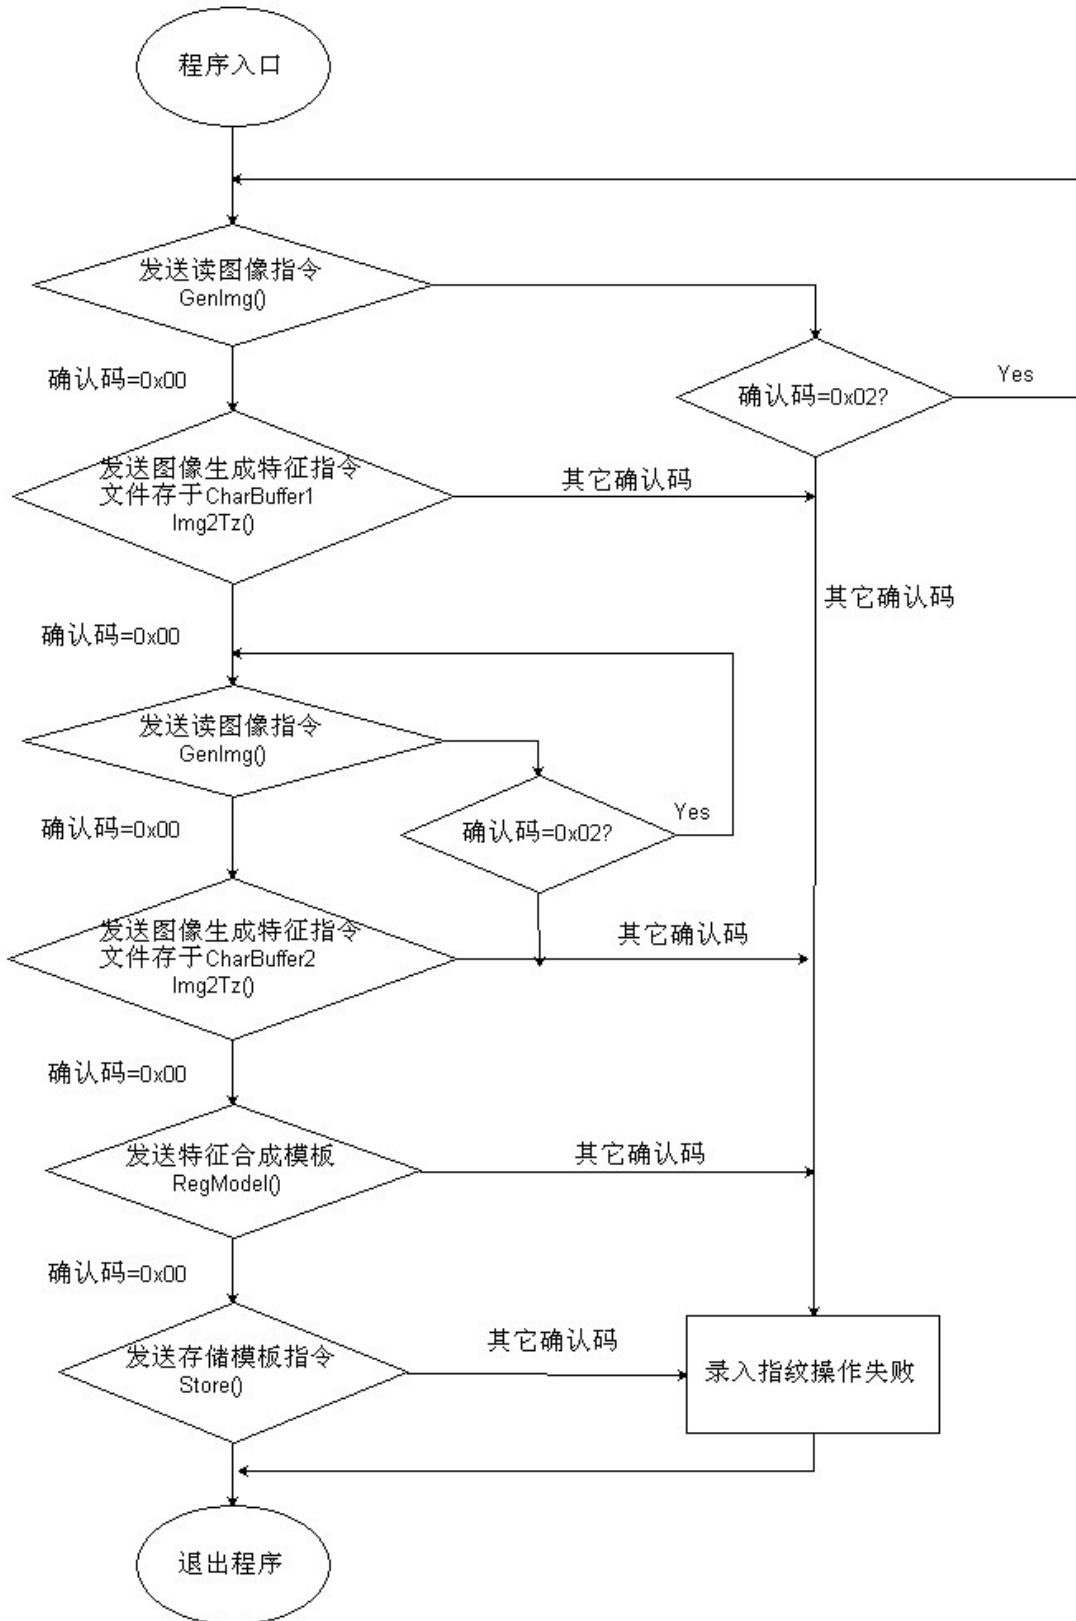 程序入口
发送读图像指令
GenImg()
确认码=0x00
确认码=0x02?
Yes
发送图像生成特征指令
文件存于CharBuffer1
Img2Tz()
其它确认码
其它确认码
确认码=0x00
发送读图像指令
GenImg()
确认码=0x00
确认码=0x02?
Yes
发送图像生成特征指令
文件存于CharBuffer2
Img2Tz()
其它确认码
确认码=0x00
发送特征合成模板
RegModel()
其它确认码
确认码=0x00
发送存储模板指令
Store()
其它确认码
录入指纹操作失败
退出程序